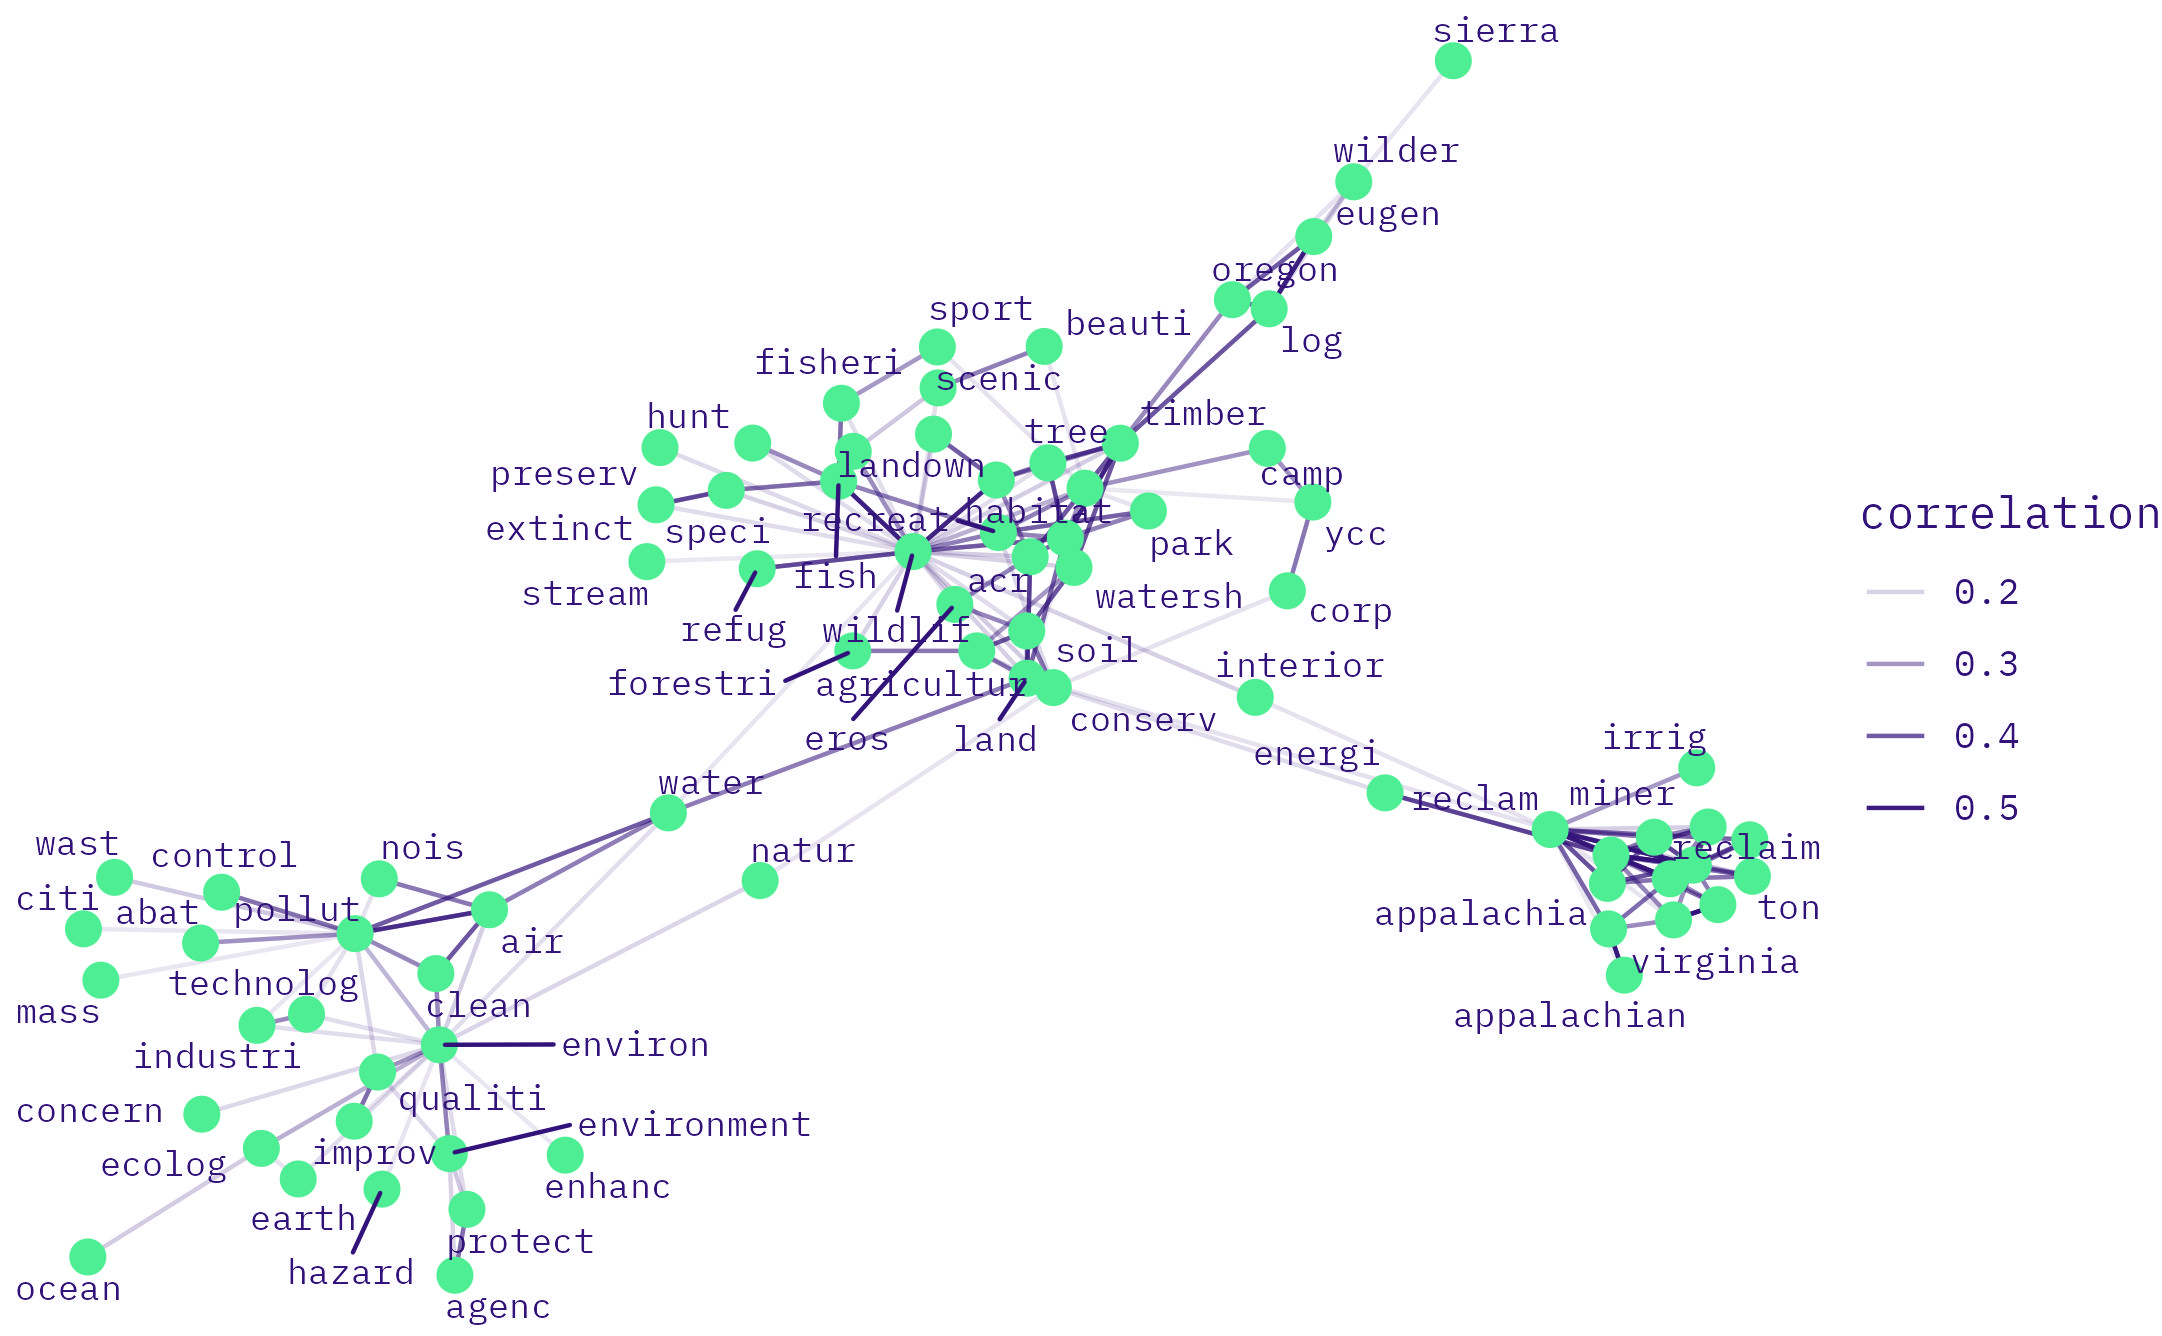 sierra
wilder
eugen
oregon
log
sport
beauti
fisheri
scenic
hunt
tree
timber
preserv
landown
camp
extinct
speci
recreat
habitat
park
ycc
stream
fish
acr
watersh
corp
refug
wildlif
soil
interior
forestri
agricultur
eros
land
conserv
energi
water
irrig
reclam
miner
reclaim
natur
wast
control
nois
citi
abat
pollut
air
appalachia
ton
virginia
mass
technolog
clean
appalachian
industri
environ
concern
qualiti
environment
ecolog
improv
enhanc
earth
protect
hazard
ocean
agenc
correlation
0.2
0.3
0.4
0.5